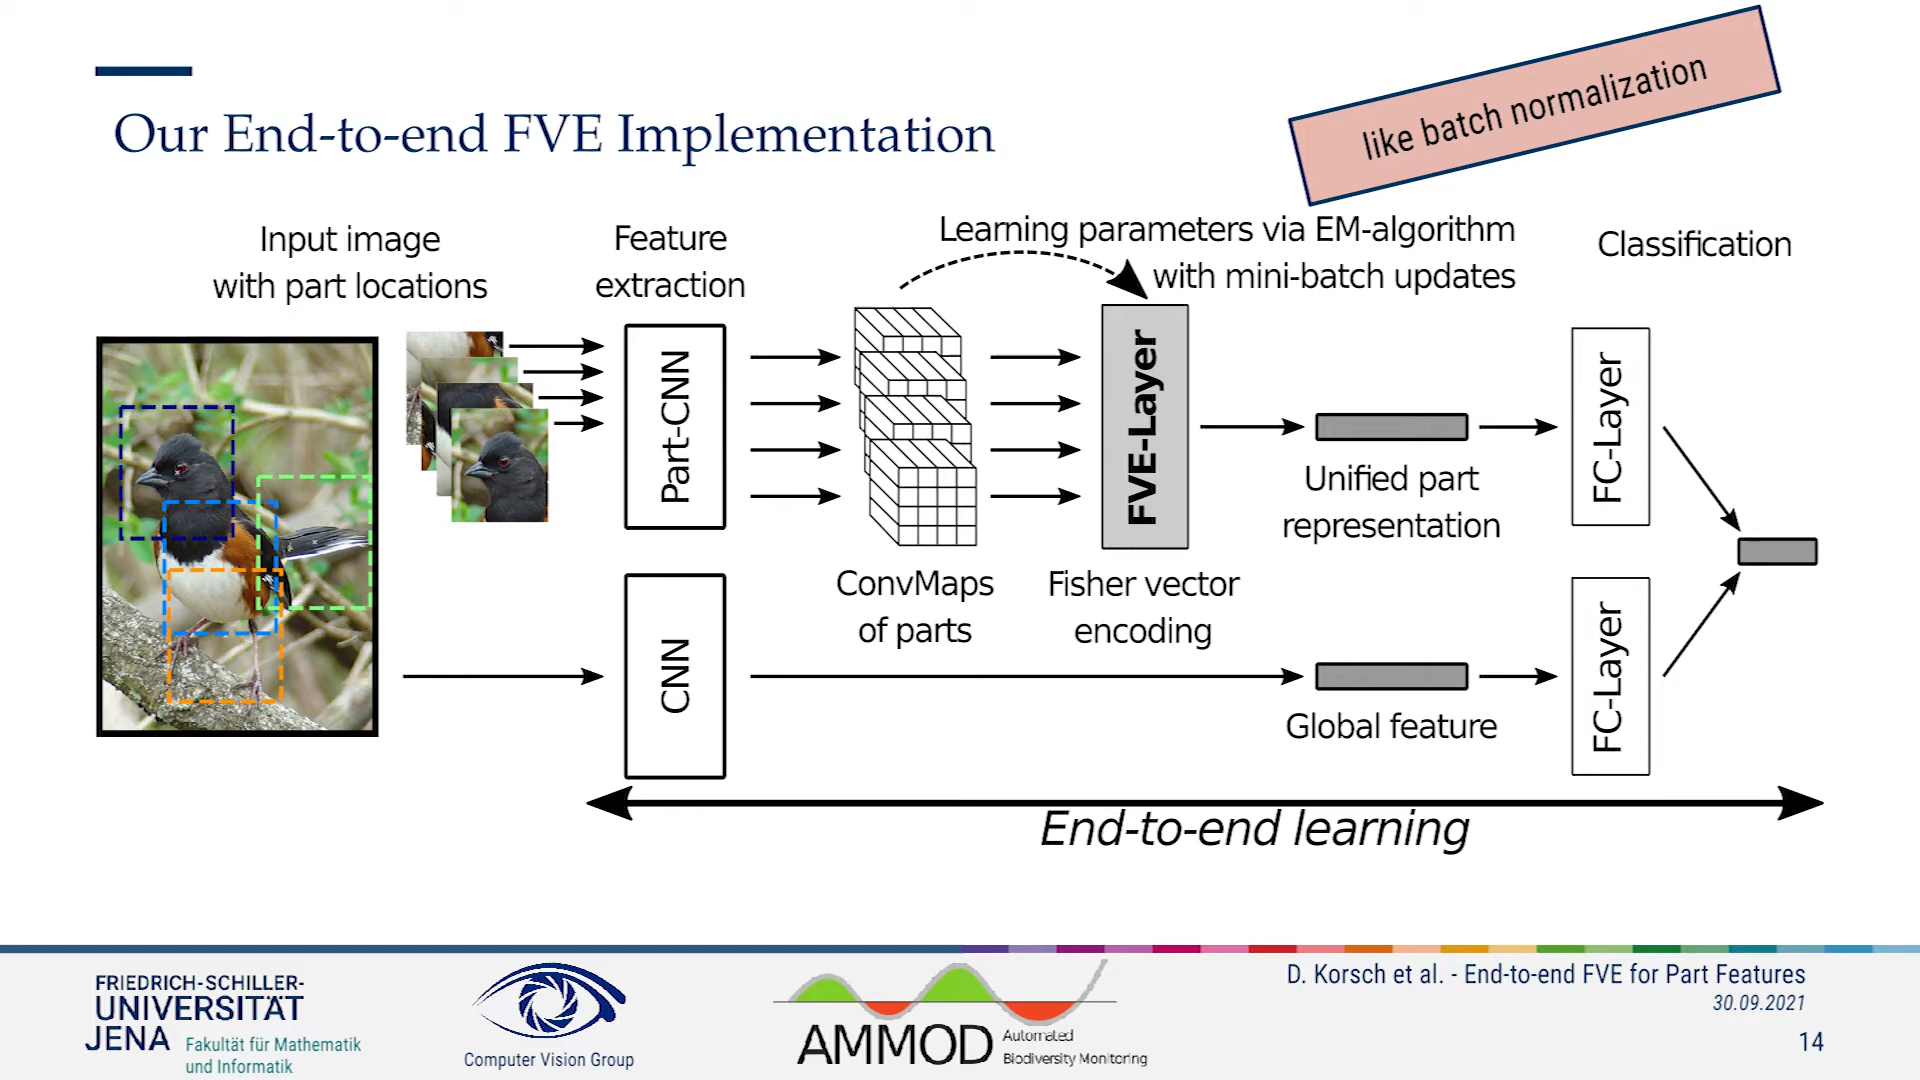 like batch normalization
Our End-to-end FVE Implementation
Input image
with part locations
Feature
extraction
Learning parameters via EM-algorithm
with mini-batch updates
Classification
Part-CNN
FVE-Layer
FC-Layer
Unified part
representation
ConvMaps
of parts
Fisher vector
encoding
CNN
FC-Layer
Global feature
End-to-end learning
FRIEDRICH-SCHILLER-
UNIVERSITÄT
JENA
Fakultät für Mathematik
und Informatik
Computer Vision Group
AMMOD
Automated
Biodiversity Monitoring
D. Korsch et al. - End-to-end FVE for Part Features
30.09.2021
14